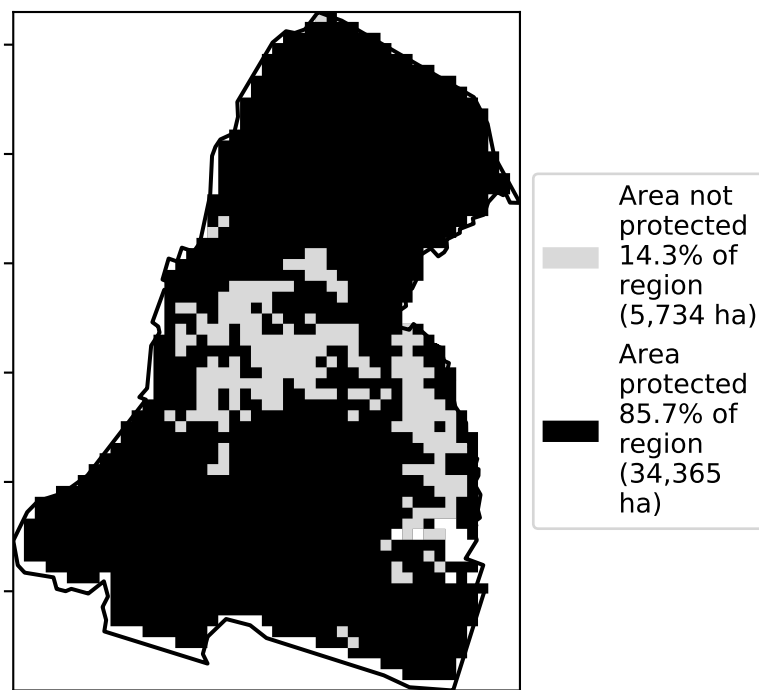 Area not
protected
14.3% of
region
(5,734 ha)
Area
protected
85.7% of
region
(34,365
ha)